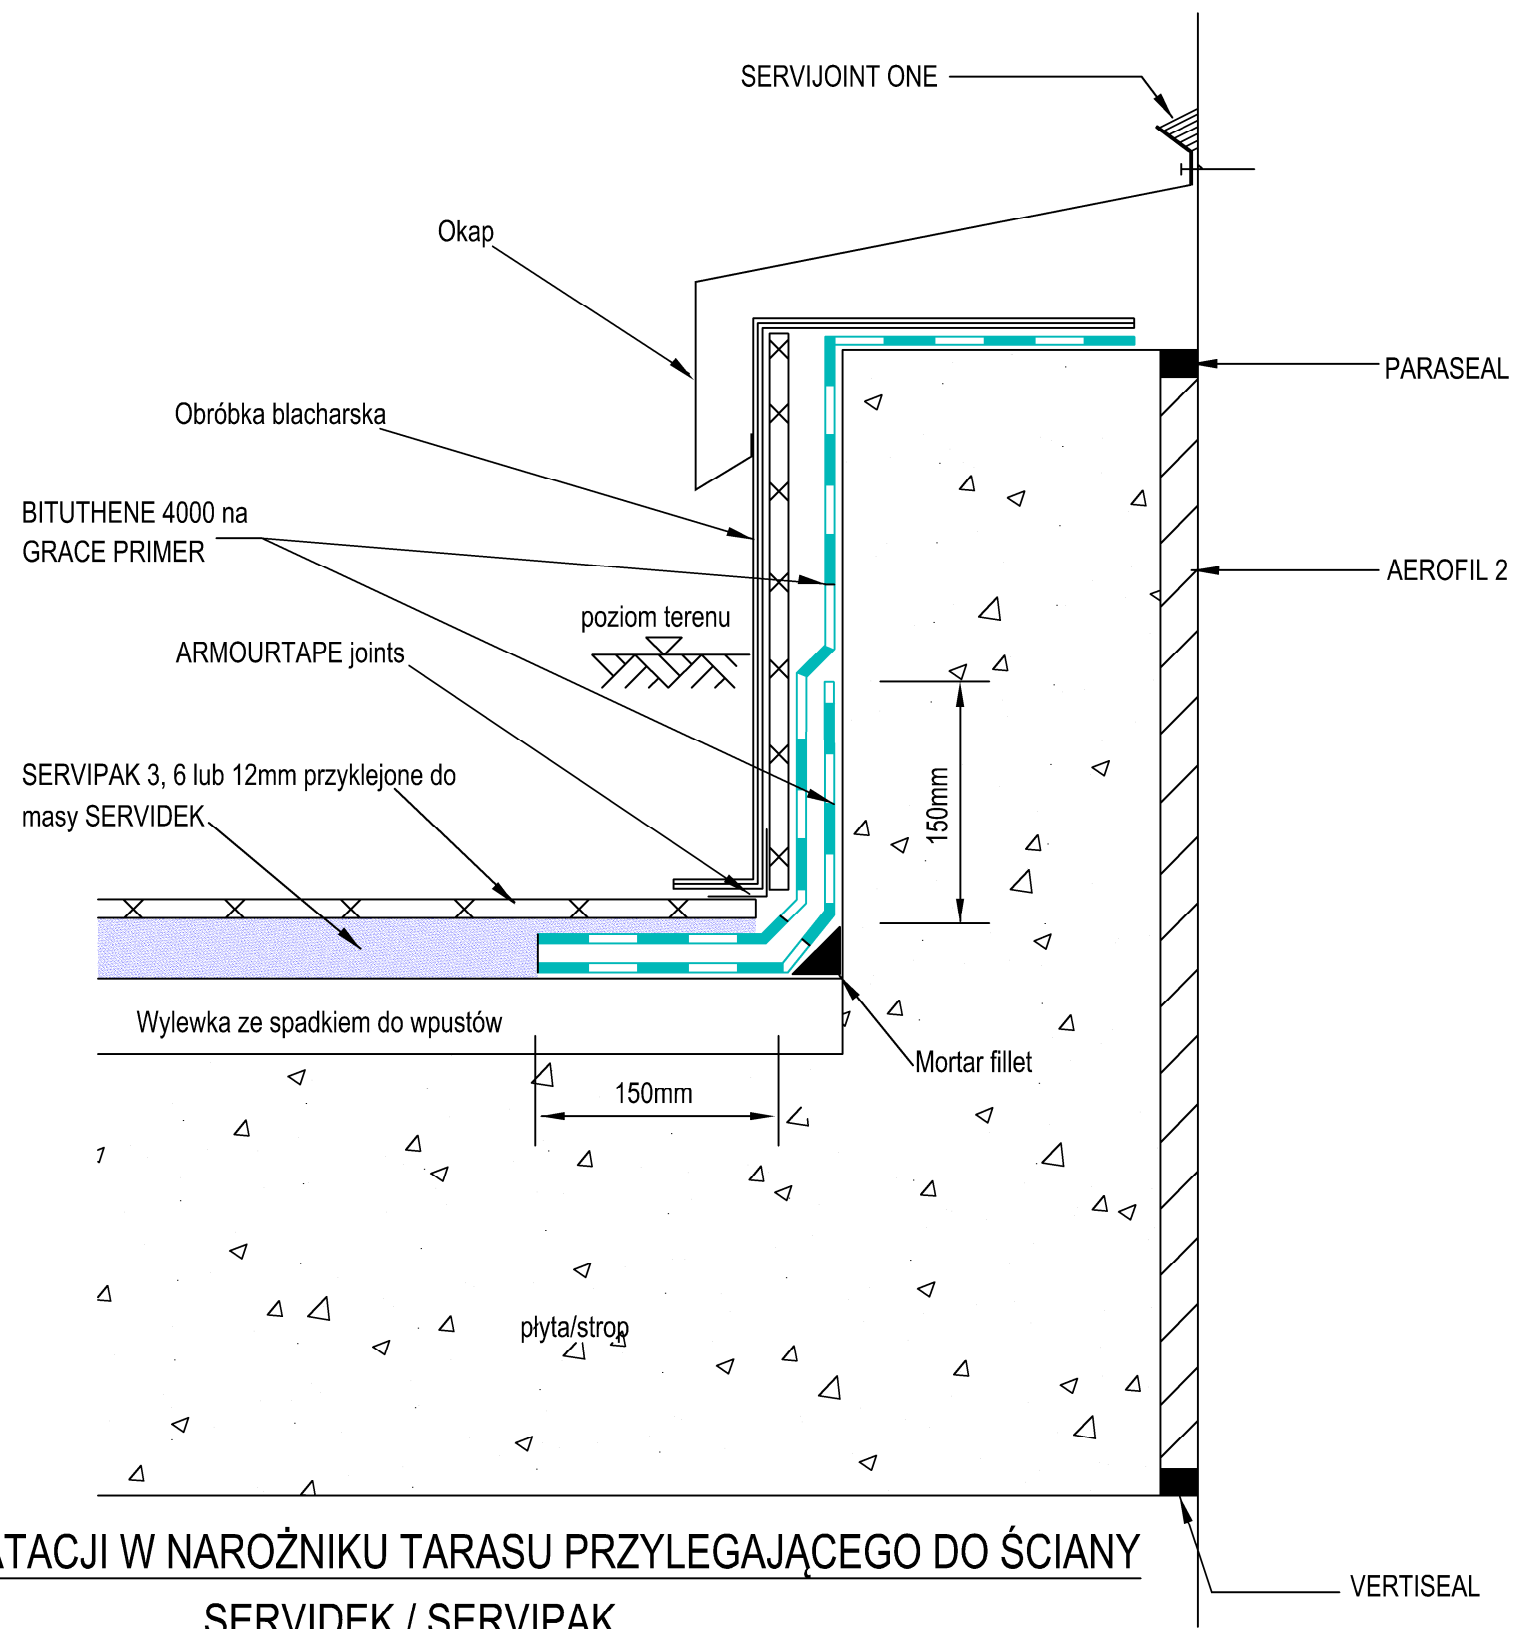 SERVIJOINT ONE
Okap
PARASEAL
Obróbka blacharska
BITUTHENE 4000 na
GRACE PRIMER
AEROFIL 2
poziom terenu
ARMOURTAPE joints
150mm
SERVIPAK 3, 6 lub 12mm przyklejone do
masy SERVIDEK
Wylewka ze spadkiem do wpustów
Mortar fillet
150mm
płyta/strop
ATACJI W NAROŻNIKU TARASU PRZYLEGAJĄCEGO DO ŚCIANY
SERVIDEK / SERVIPAK
VERTISEAL